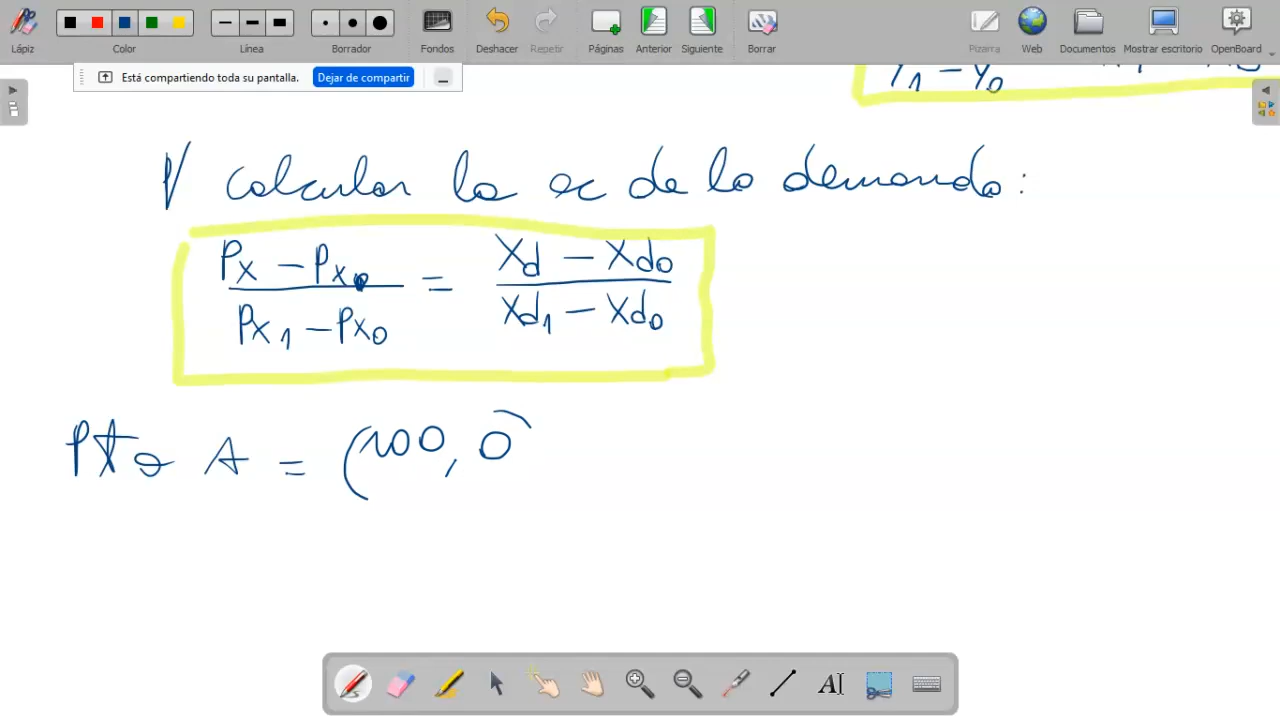 Lápiz Color Línea Borrador Fondos Deshacer Repetir Páginas Anterior Siguiente Borrar Pizarra Web Documentos Mostrar escritorio OpenBoard
Está compartiendo toda su pantalla. Dejar de compartir
Y1 − Y0
P/ calcular la ec de la demanda:
Px − Px0 = Xd − Xd0
Px1 − Px0 Xd1 − Xd0
Pto A = (100, 0
AI